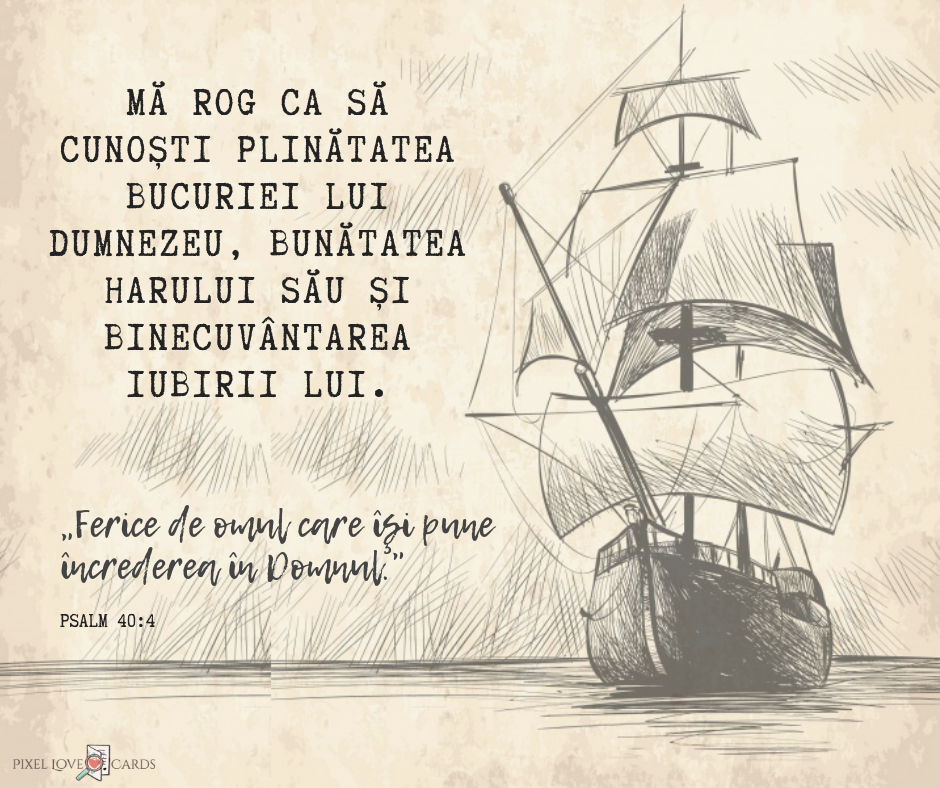 MĂ ROG CA SĂ
CUNOȘTI PLINĂTATEA
BUCURIEI LUI
DUMNEZEU, BUNĂTATEA
HARULUI SĂU ȘI
BINECUVÂNTAREA
IUBIRII LUI.
„Ferice de omul care își pune
încrederea în Domnul.”
PSALM 40:4
PIXEL LOVE CARDS